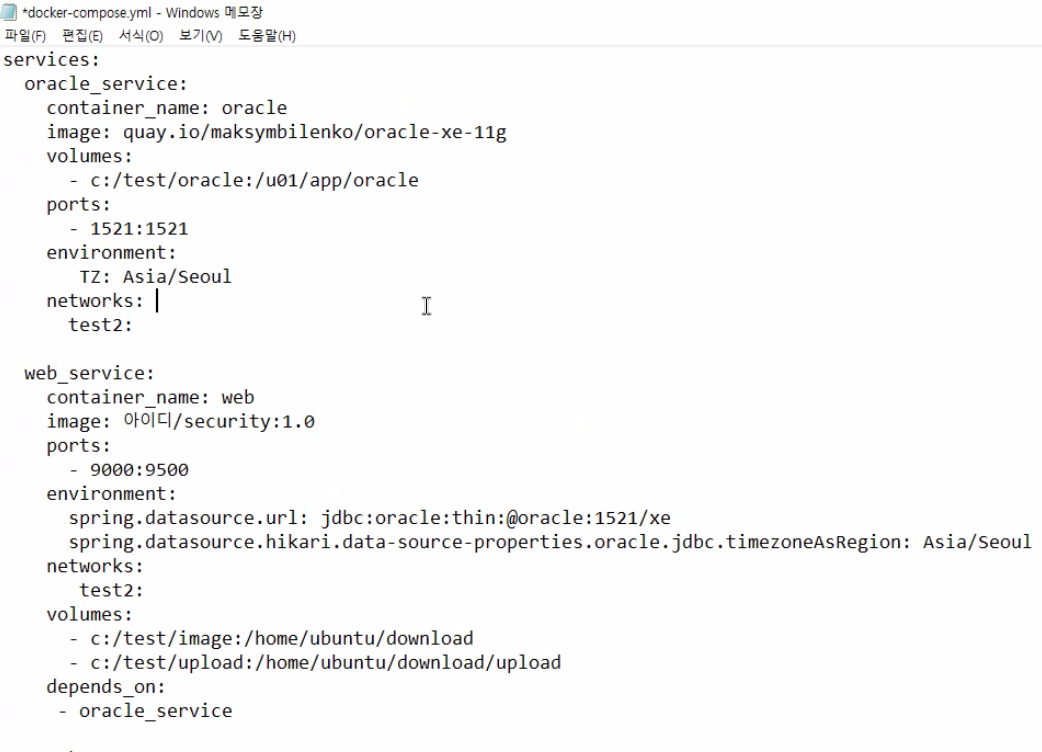 *docker-compose.yml - Windows 메모장
파일(F) 편집(E) 서식(O) 보기(V) 도움말(H)
services:
  oracle_service:
    container_name: oracle
    image: quay.io/maksymbilenko/oracle-xe-11g
    volumes:
      - c:/test/oracle:/u01/app/oracle
    ports:
      - 1521:1521
    environment:
       TZ: Asia/Seoul
    networks:
      test2:

  web_service:
    container_name: web
    image: 아이디/security:1.0
    ports:
      - 9000:9500
    environment:
      spring.datasource.url: jdbc:oracle:thin:@oracle:1521/xe
      spring.datasource.hikari.data-source-properties.oracle.jdbc.timezoneAsRegion: Asia/Seoul
    networks:
       test2:
    volumes:
      - c:/test/image:/home/ubuntu/download
      - c:/test/upload:/home/ubuntu/download/upload
    depends_on:
     - oracle_service